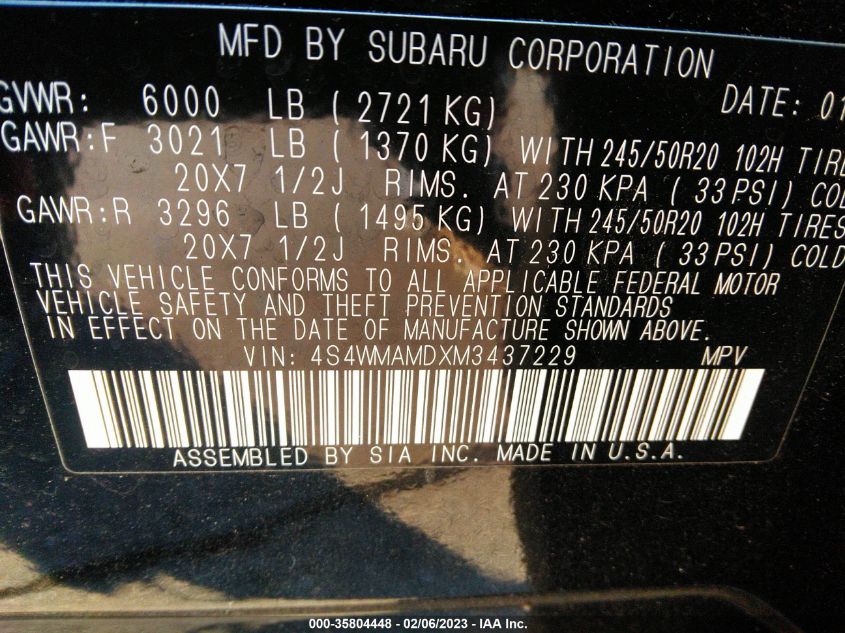 MFD BY SUBARU CORPORATION
GVWR: 6000 LB ( 2721 KG) DATE: 01
GAWR:F 3021 LB ( 1370 KG) WITH 245/50R20 102H TIRE
20X7 1/2J RIMS. AT 230 KPA ( 33 PSI) COL
GAWR:R 3296 LB ( 1495 KG) WITH 245/50R20 102H TIRES
20X7 1/2J RIMS. AT 230 KPA ( 33 PSI) COLD
THIS VEHICLE CONFORMS TO ALL APPLICABLE FEDERAL MOTOR
VEHICLE SAFETY AND THEFT PREVENTION STANDARDS
IN EFFECT ON THE DATE OF MANUFACTURE SHOWN ABOVE.
VIN: 4S4WMAMDXM3437229 MPV
ASSEMBLED BY SIA INC. MADE IN U.S.A.
000-35804448 - 02/06/2023 - IAA Inc.